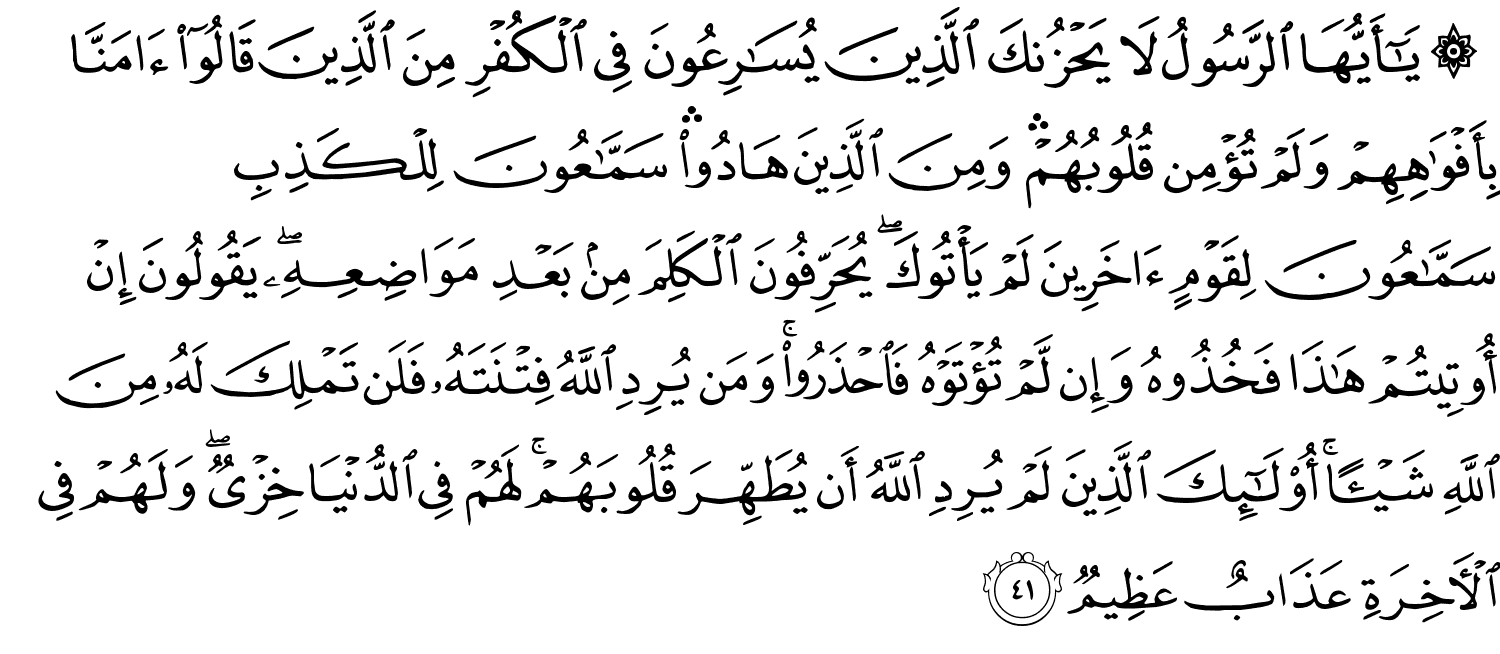 ۞ يَـٰٓأَيُّهَا ٱلرَّسُولُ لَا يَحۡزُنكَ ٱلَّذِينَ يُسَـٰرِعُونَ فِي ٱلۡكُفۡرِ مِنَ ٱلَّذِينَ قَالُوٓاْ ءَامَنَّا
بِأَفۡوَٰهِهِمۡ وَلَمۡ تُؤۡمِن قُلُوبُهُمۡۛ وَمِنَ ٱلَّذِينَ هَادُواْۛ سَمَّـٰعُونَ لِلۡكَذِبِ
سَمَّـٰعُونَ لِقَوۡمٍ ءَاخَرِينَ لَمۡ يَأۡتُوكَۖ يُحَرِّفُونَ ٱلۡكَلِمَ مِنۢ بَعۡدِ مَوَاضِعِهِۦۖ يَقُولُونَ إِنۡ
أُوتِيتُمۡ هَـٰذَا فَخُذُوهُ وَإِن لَّمۡ تُؤۡتَوۡهُ فَٱحۡذَرُواْۚ وَمَن يُرِدِ ٱللَّهُ فِتۡنَتَهُۥ فَلَن تَمۡلِكَ لَهُۥ مِنَ
ٱللَّهِ شَيۡـًٔاۚ أُوْلَـٰٓئِكَ ٱلَّذِينَ لَمۡ يُرِدِ ٱللَّهُ أَن يُطَهِّرَ قُلُوبَهُمۡۚ لَهُمۡ فِي ٱلدُّنۡيَا خِزۡيٞۖ وَلَهُمۡ فِي
ٱلۡأٓخِرَةِ عَذَابٌ عَظِيمٞ ٤١